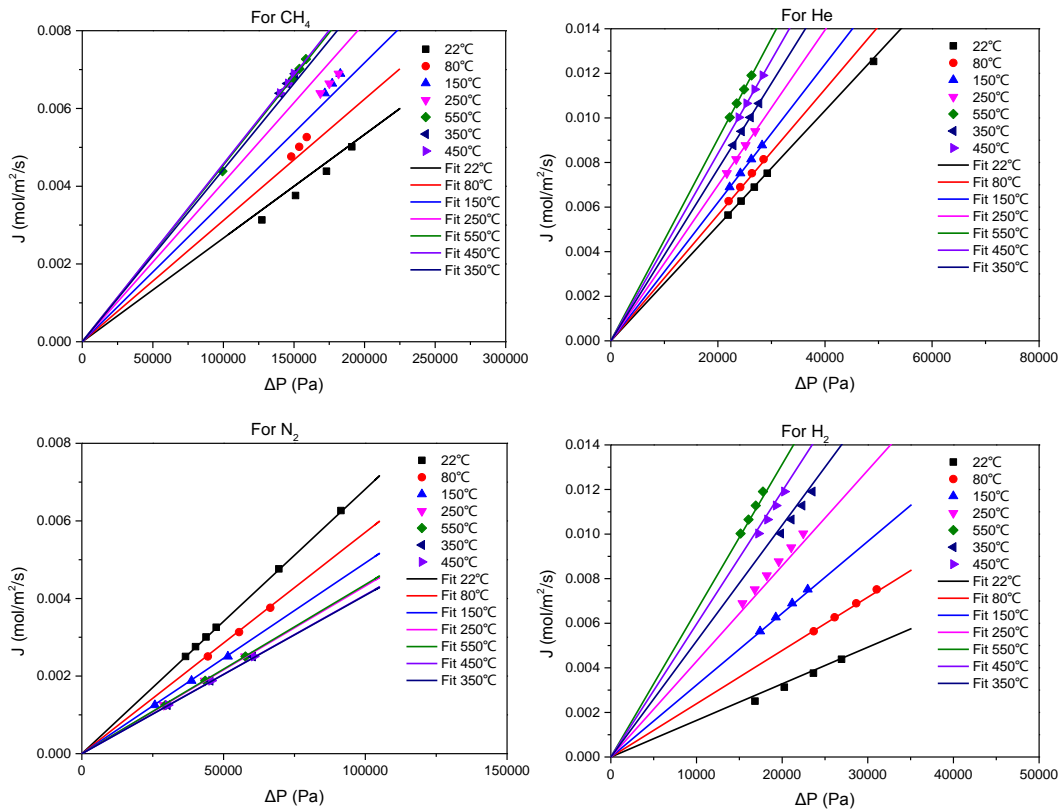 For CH₄
J (mol/m²/s)
0.008
0.006
0.004
0.002
0.000
0
50000
100000
150000
200000
250000
300000
ΔP (Pa)
22℃
80℃
150℃
250℃
550℃
350℃
450℃
Fit 22℃
Fit 80℃
Fit 150℃
Fit 250℃
Fit 550℃
Fit 450℃
Fit 350℃
For He
J (mol/m²/s)
0.014
0.012
0.010
0.008
0.006
0.004
0.002
0.000
0
20000
40000
60000
80000
ΔP (Pa)
22℃
80℃
150℃
250℃
550℃
350℃
450℃
Fit 22℃
Fit 80℃
Fit 150℃
Fit 250℃
Fit 550℃
Fit 450℃
Fit 350℃
For N₂
J (mol/m²/s)
0.008
0.006
0.004
0.002
0.000
0
50000
100000
150000
ΔP (Pa)
22℃
80℃
150℃
250℃
550℃
350℃
450℃
Fit 22℃
Fit 80℃
Fit 150℃
Fit 250℃
Fit 550℃
Fit 450℃
Fit 350℃
For H₂
J (mol/m²/s)
0.014
0.012
0.010
0.008
0.006
0.004
0.002
0.000
0
10000
20000
30000
40000
50000
ΔP (Pa)
22℃
80℃
150℃
250℃
550℃
350℃
450℃
Fit 22℃
Fit 80℃
Fit 150℃
Fit 250℃
Fit 550℃
Fit 450℃
Fit 350℃